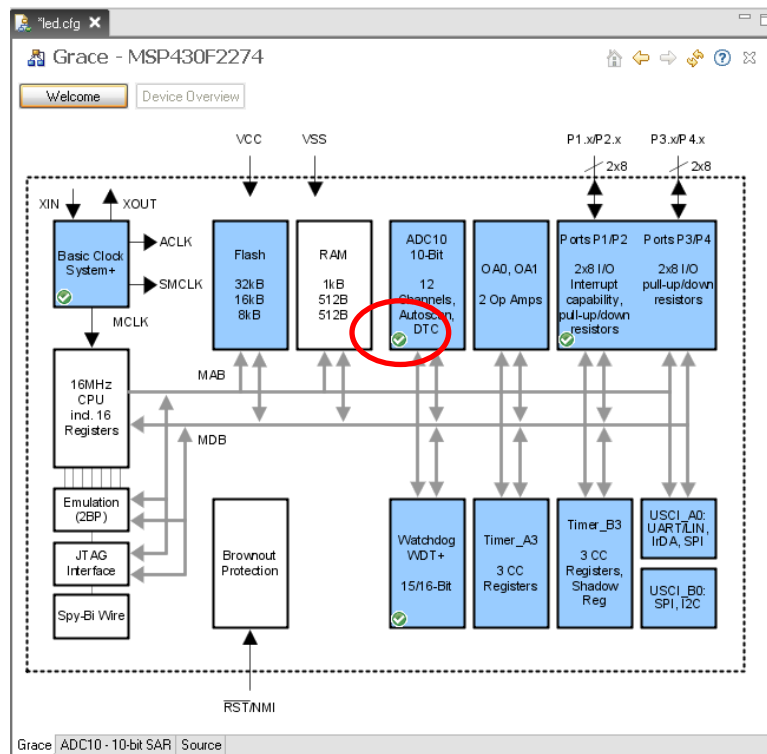 *led.cfg
Grace - MSP430F2274
Welcome
Device Overview
VCC
VSS
P1.x/P2.x
P3.x/P4.x
2x8
2x8
XIN
XOUT
Basic Clock
System+
ACLK
SMCLK
MCLK
Flash
32kB
16kB
8kB
RAM
1kB
512B
512B
ADC10
10-Bit
12
Channels,
Autoscan,
DTC
OA0, OA1
2 Op Amps
Ports P1/P2
2x8 I/O
Interrupt
capability,
pull-up/down
resistors
Ports P3/P4
2x8 I/O
pull-up/down
resistors
16MHz
CPU
incl. 16
Registers
MAB
MDB
Emulation
(2BP)
JTAG
Interface
Spy-Bi Wire
Brownout
Protection
Watchdog
WDT+
15/16-Bit
Timer_A3
3 CC
Registers
Timer_B3
3 CC
Registers,
Shadow
Reg
USCI_A0:
UART/LIN,
IrDA, SPI
USCI_B0:
SPI, I2C
RST/NMI
Grace
ADC10 - 10-bit SAR
Source